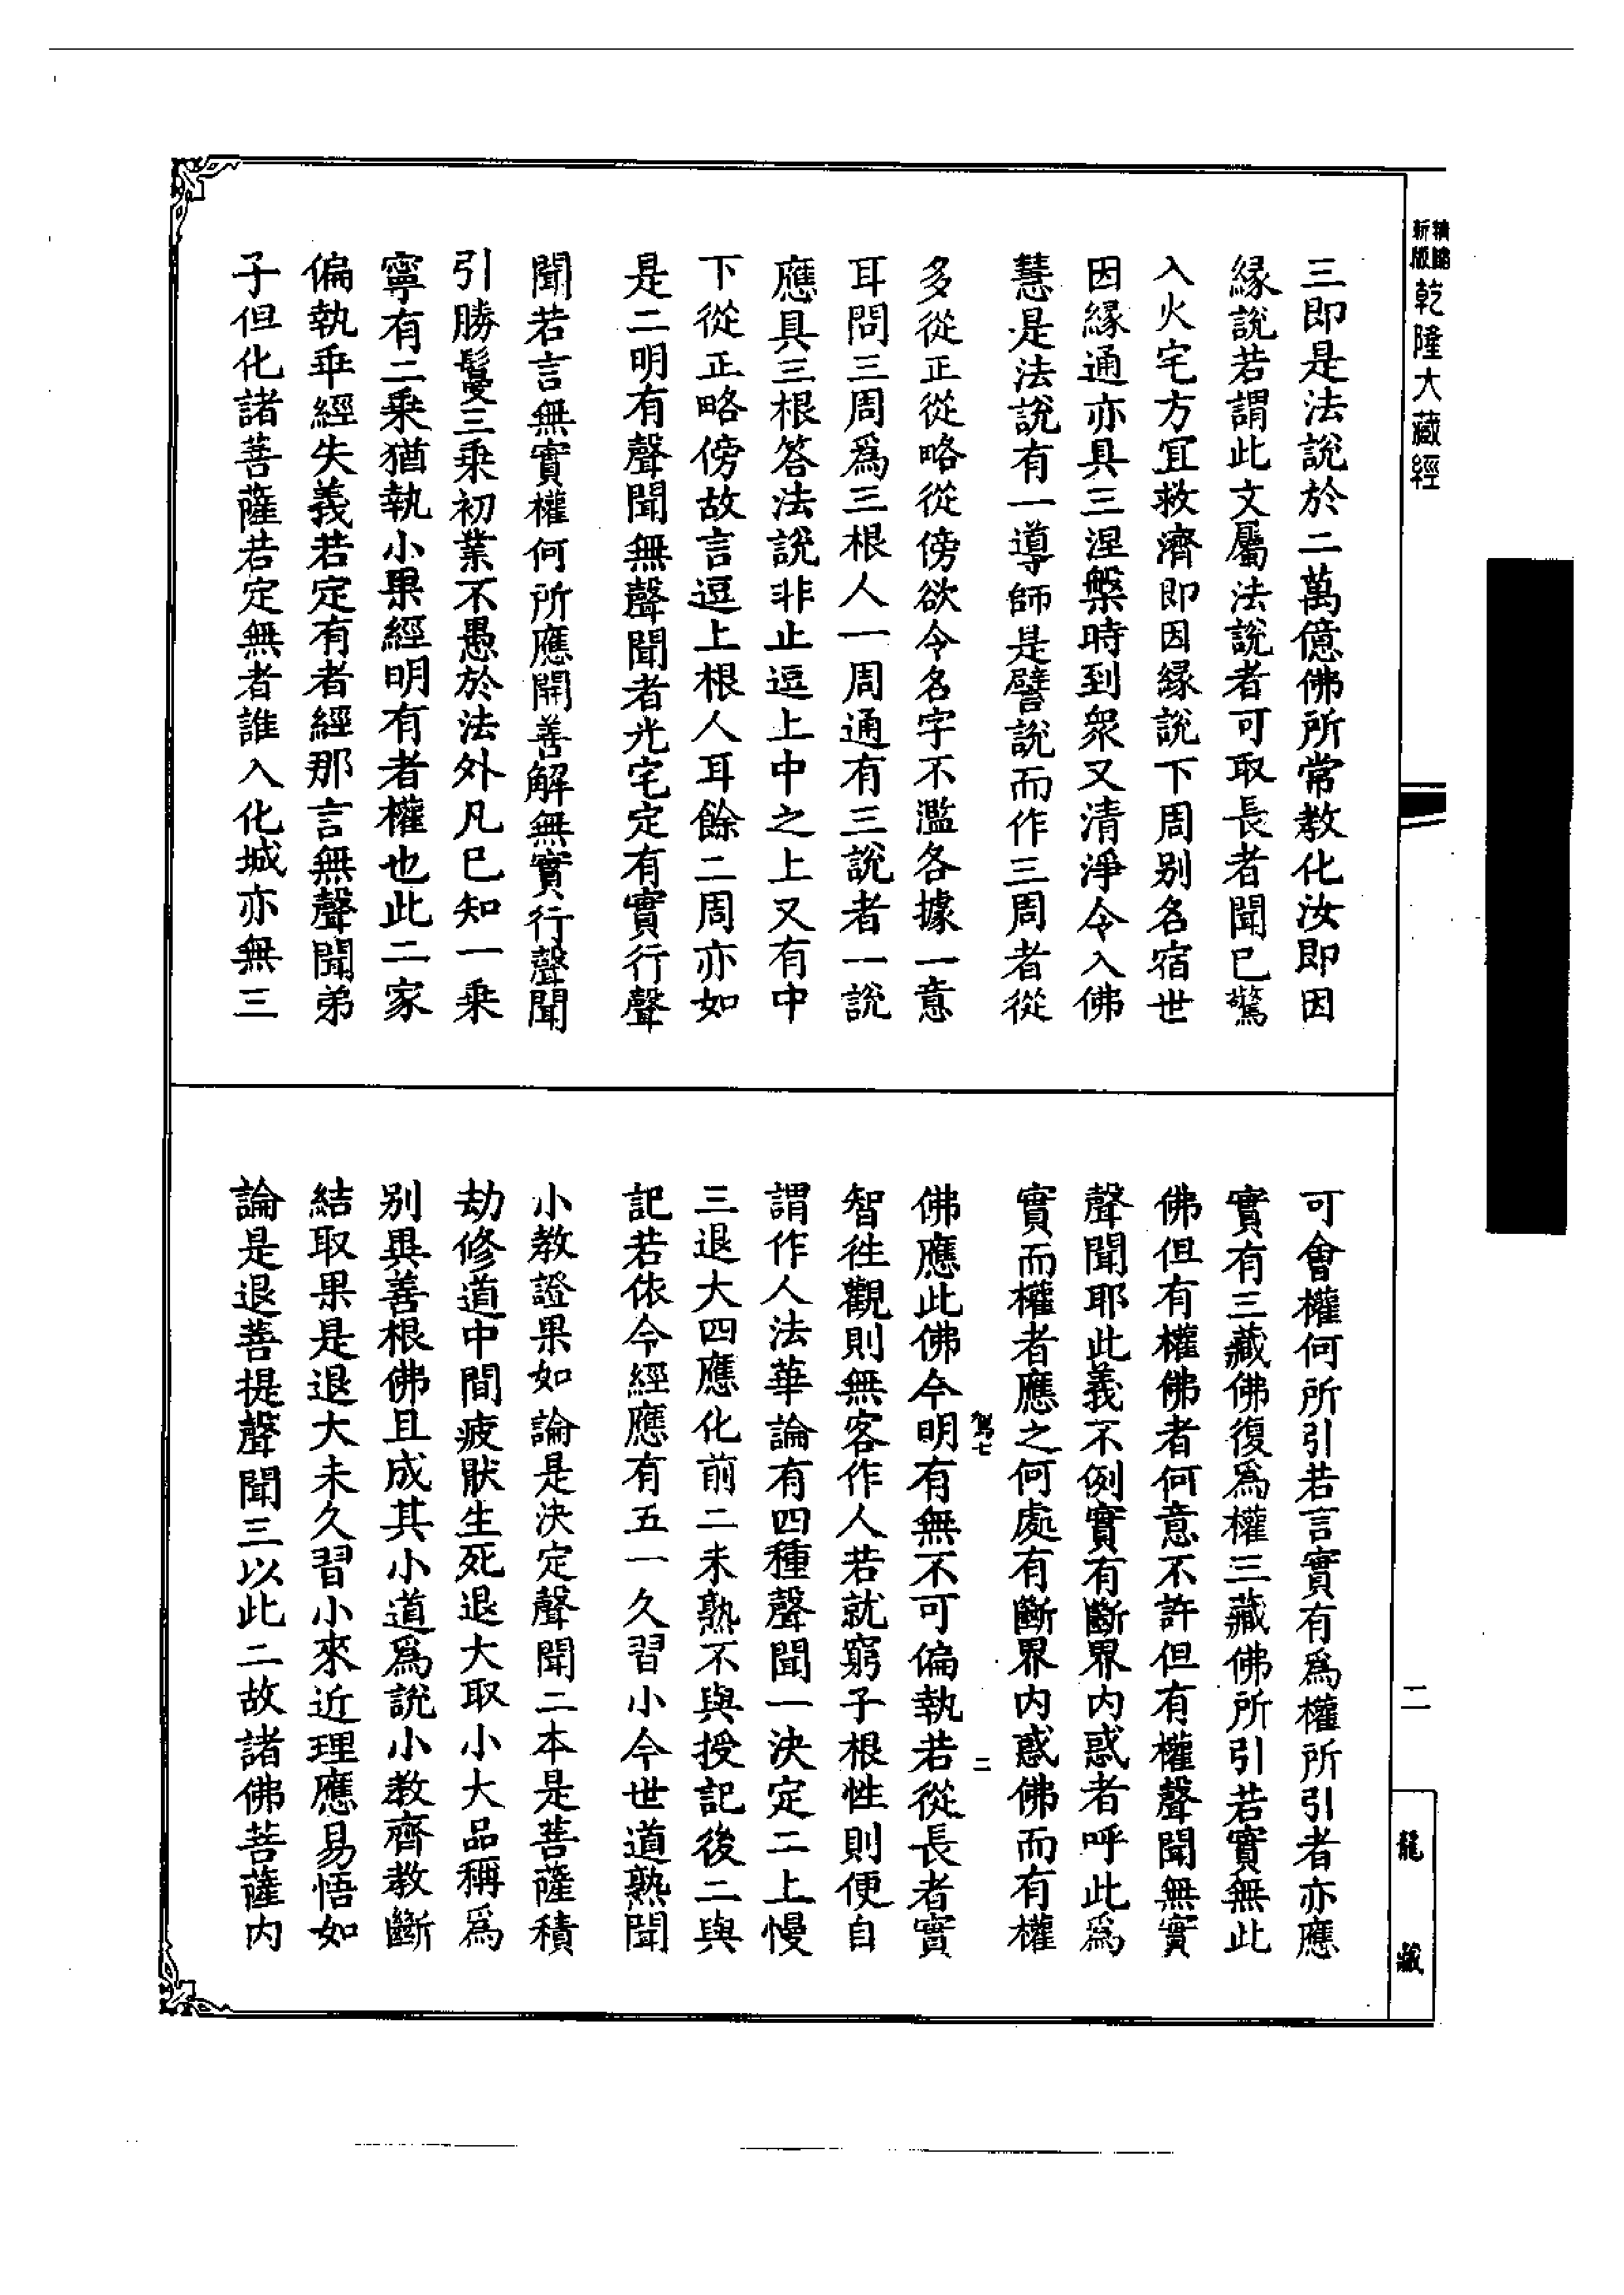 精縮
新版
乾隆大藏經
三即是法說於二萬億佛所常教化汝即因
緣說若謂此文屬法說者可取長者聞已驚
入火宅方宜救濟即因緣說下周別名宿世
因緣通亦具三涅槃時到衆又清淨令入佛
慧是法說有一導師是譬說而作三周者從
多從正從略從傍欲令名字不濫各據一意
耳問三周爲三根人一周通有三說者一說
應具三根答法說非止逗上中之上又有中
下從正略傍故言逗上根人耳餘二周亦如
是二明有聲聞無聲聞者光宅定有實行聲
聞若言無實權何所應開善解無實行聲聞
引勝鬘三乘初業不愚於法外凡已知一乘
寧有二乘猶執小果經明有者權也此二家
偏執乖經失義若定有者經那言無聲聞弟
子但化諸菩薩若定無者誰入化城亦無三
可會權何所引若言實有爲權所引者亦應
實有三藏佛復爲權三藏佛所引若實無此
佛但有權佛者何意不許但有權聲聞無實
聲聞耶此義不例實有斷界內惑者呼此爲
實而權者應之何處有斷界內惑佛而有權
佛應此佛今明有無不可偏執若從長者實
智徃觀則無客作人若就窮子根性則便自
謂作人法華論有四種聲聞一決定二上慢
三退大四應化前二未熟不與授記後二與
記若依今經應有五一久習小今世道熟聞
小教證果如論是決定聲聞二本是菩薩積
劫修道中間疲猒生死退大取小大品稱爲
別異善根佛且成其小道爲說小教齊教斷
結取果是退大未久習小來近理應易悟如
論是退菩提聲聞三以此二故諸佛菩薩內
駕七
二
二
龍藏